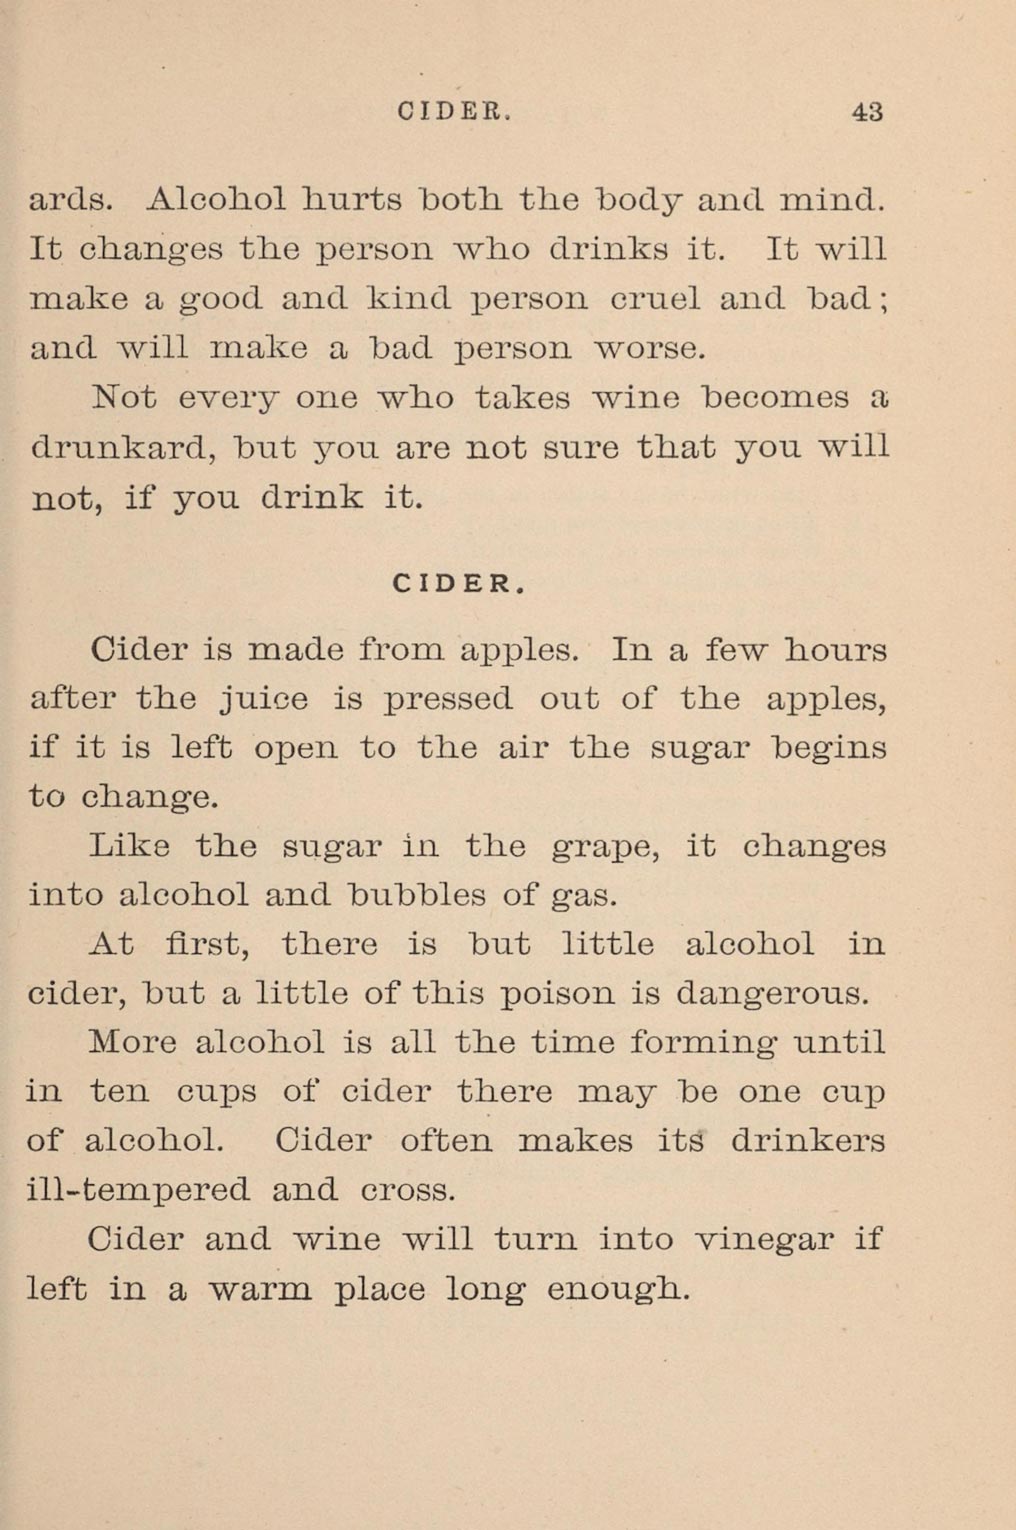 CIDER. 43
ards. Alcohol hurts both the body and mind.
It changes the person who drinks it. It will
make a good and kind person cruel and bad;
and will make a bad person worse.
Not every one who takes wine becomes a
drunkard, but you are not sure that you will
not, if you drink it.
CIDER.
Cider is made from apples. In a few hours
after the juice is pressed out of the apples,
if it is left open to the air the sugar begins
to change.
Like the sugar in the grape, it changes
into alcohol and bubbles of gas.
At first, there is but little alcohol in
cider, but a little of this poison is dangerous.
More alcohol is all the time forming until
in ten cups of cider there may be one cup
of alcohol. Cider often makes its drinkers
ill-tempered and cross.
Cider and wine will turn into vinegar if
left in a warm place long enough.